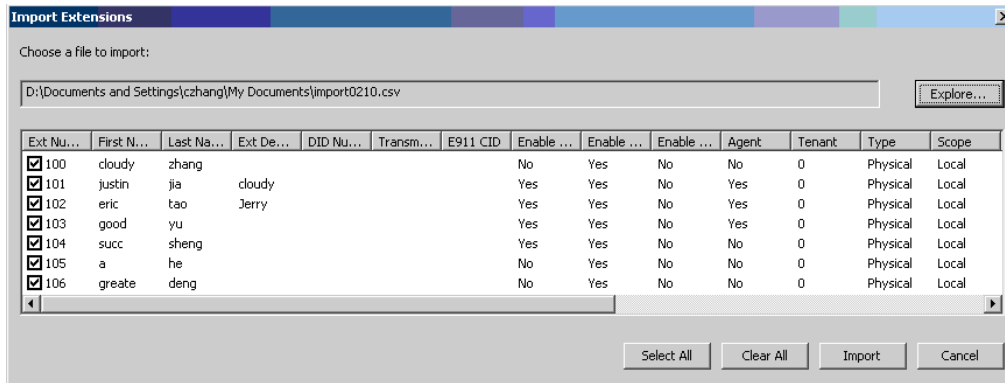 Import Extensions
Choose a file to import:
D:\Documents and Settings\czhang\My Documents\import0210.csv Explore...
Ext Nu... First N... Last Na... Ext De... DID Nu... Transm... E911 CID Enable ... Enable ... Enable ... Agent Tenant Type Scope
100 cloudy zhang No Yes No No 0 Physical Local
101 justin jia cloudy Yes Yes No Yes 0 Physical Local
102 eric tao Jerry Yes Yes No Yes 0 Physical Local
103 good yu Yes Yes No Yes 0 Physical Local
104 succ sheng Yes Yes No No 0 Physical Local
105 a he No Yes No No 0 Physical Local
106 greate deng No Yes No No 0 Physical Local
Select All Clear All Import Cancel